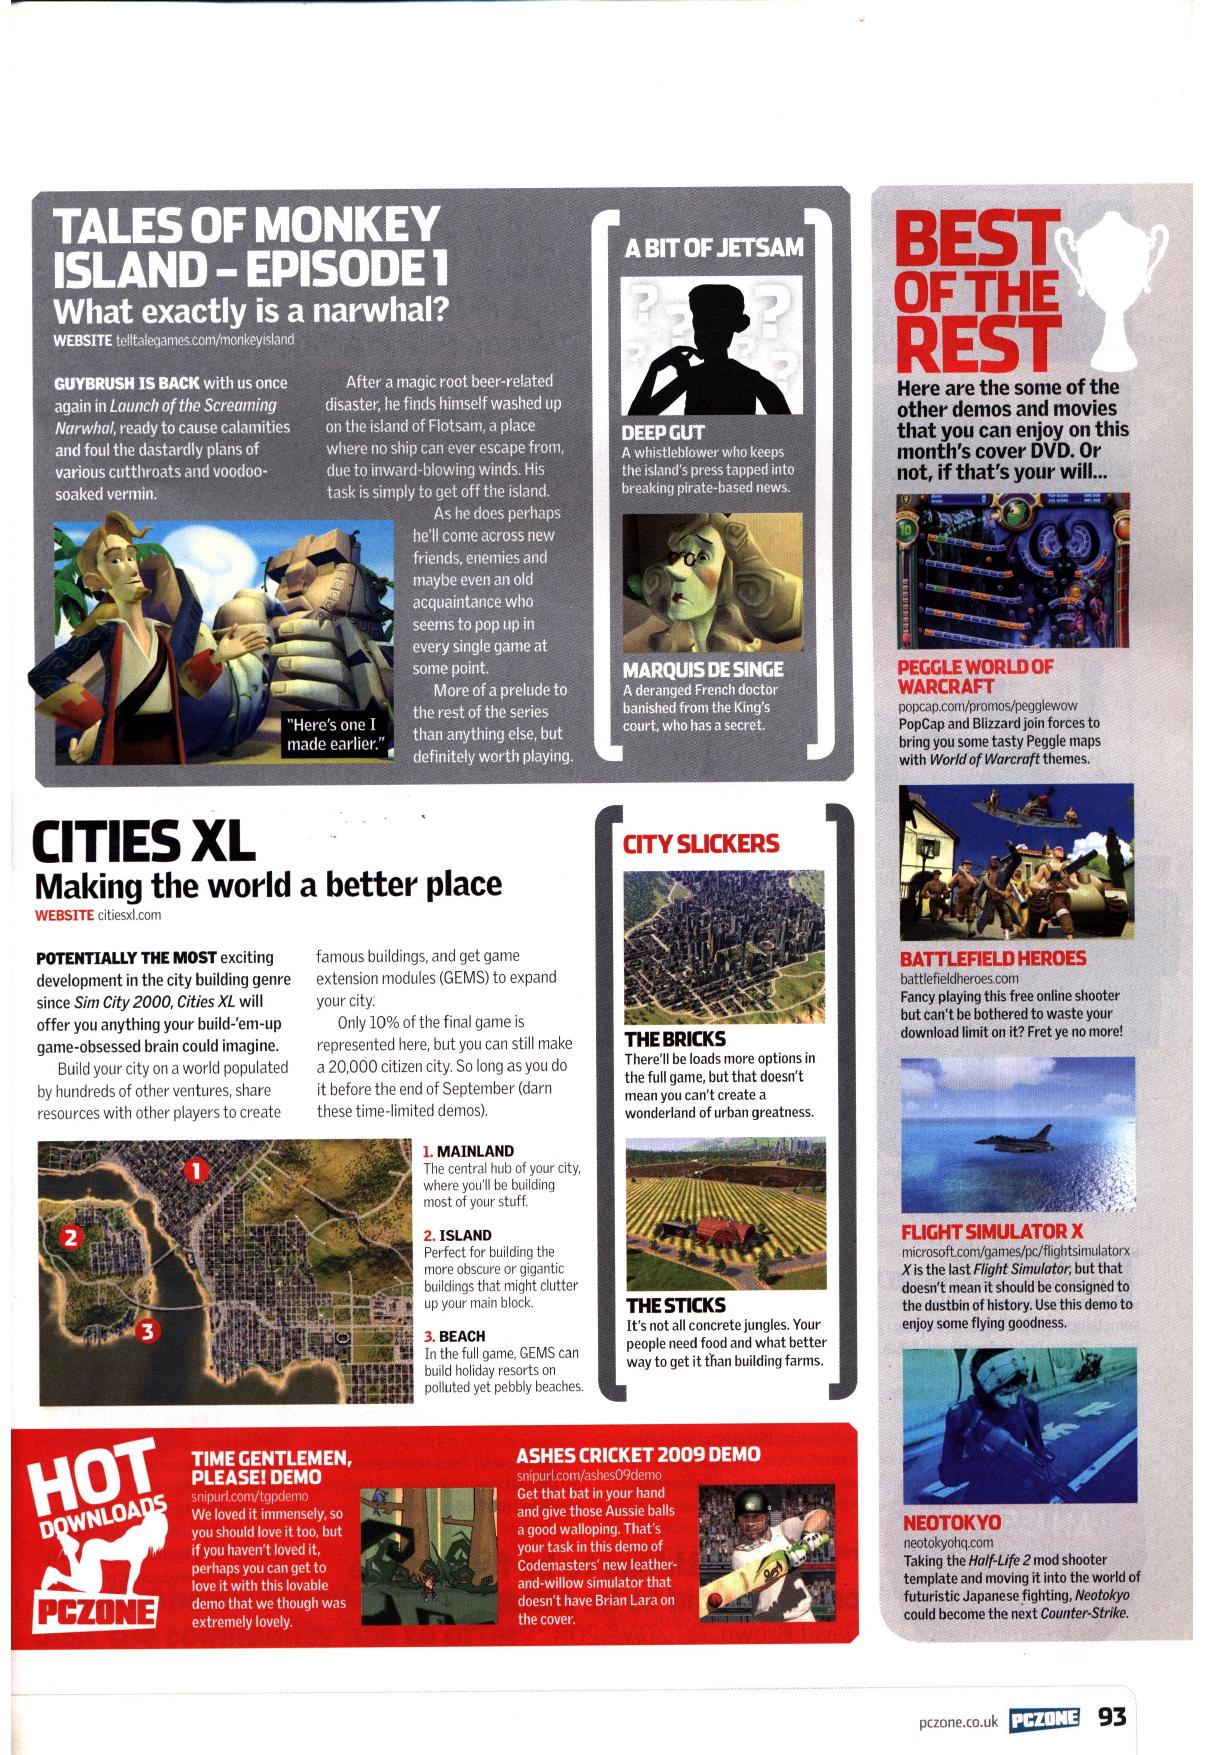 TALES OF MONKEY
ISLAND – EPISODE 1
What exactly is a narwhal?
WEBSITE telltalegames.com/monkeyisland
GUYBRUSH IS BACK with us once
again in Launch of the Screaming
Narwhal, ready to cause calamities
and foul the dastardly plans of
various cutthroats and voodoo-
soaked vermin.
After a magic root beer-related
disaster, he finds himself washed up
on the island of Flotsam, a place
where no ship can ever escape from,
due to inward-blowing winds. His
task is simply to get off the island.
As he does perhaps
he'll come across new
friends, enemies and
maybe even an old
acquaintance who
seems to pop up in
every single game at
some point.
More of a prelude to
the rest of the series
than anything else, but
definitely worth playing.
"Here's one I
made earlier."
A BIT OF JETSAM
DEEP GUT
A whistleblower who keeps
the island's press tapped into
breaking pirate-based news.
MARQUIS DE SINGE
A deranged French doctor
banished from the King's
court, who has a secret.
CITIES XL
Making the world a better place
WEBSITE citiesxl.com
POTENTIALLY THE MOST exciting
development in the city building genre
since Sim City 2000, Cities XL will
offer you anything your build-'em-up
game-obsessed brain could imagine.
Build your city on a world populated
by hundreds of other ventures, share
resources with other players to create
famous buildings, and get game
extension modules (GEMS) to expand
your city.
Only 10% of the final game is
represented here, but you can still make
a 20,000 citizen city. So long as you do
it before the end of September (darn
these time-limited demos).
1
2
3
1. MAINLAND
The central hub of your city,
where you'll be building
most of your stuff.
2. ISLAND
Perfect for building the
more obscure or gigantic
buildings that might clutter
up your main block.
3. BEACH
In the full game, GEMS can
build holiday resorts on
polluted yet pebbly beaches.
CITY SLICKERS
THE BRICKS
There'll be loads more options in
the full game, but that doesn't
mean you can't create a
wonderland of urban greatness.
THE STICKS
It's not all concrete jungles. Your
people need food and what better
way to get it than building farms.
HOT
DOWNLOADS
PCZONE
TIME GENTLEMEN,
PLEASE! DEMO
snipurl.com/tgpdemo
We loved it immensely, so
you should love it too, but
if you haven't loved it,
perhaps you can get to
love it with this lovable
demo that we though was
extremely lovely.
ASHES CRICKET 2009 DEMO
snipurl.com/ashes09demo
Get that bat in your hand
and give those Aussie balls
a good walloping. That's
your task in this demo of
Codemasters' new leather-
and-willow simulator that
doesn't have Brian Lara on
the cover.
BEST
OF THE
REST
Here are the some of the
other demos and movies
that you can enjoy on this
month's cover DVD. Or
not, if that's your will...
PEGGLE WORLD OF
WARCRAFT
popcap.com/promos/pegglewow
PopCap and Blizzard join forces to
bring you some tasty Peggle maps
with World of Warcraft themes.
BATTLEFIELD HEROES
battlefieldheroes.com
Fancy playing this free online shooter
but can't be bothered to waste your
download limit on it? Fret ye no more!
FLIGHT SIMULATOR X
microsoft.com/games/pc/flightsimulatorx
X is the last Flight Simulator, but that
doesn't mean it should be consigned to
the dustbin of history. Use this demo to
enjoy some flying goodness.
NEOTOKYO
neotokyohq.com
Taking the Half-Life 2 mod shooter
template and moving it into the world of
futuristic Japanese fighting, Neotokyo
could become the next Counter-Strike.
pczone.co.uk PCZONE 93